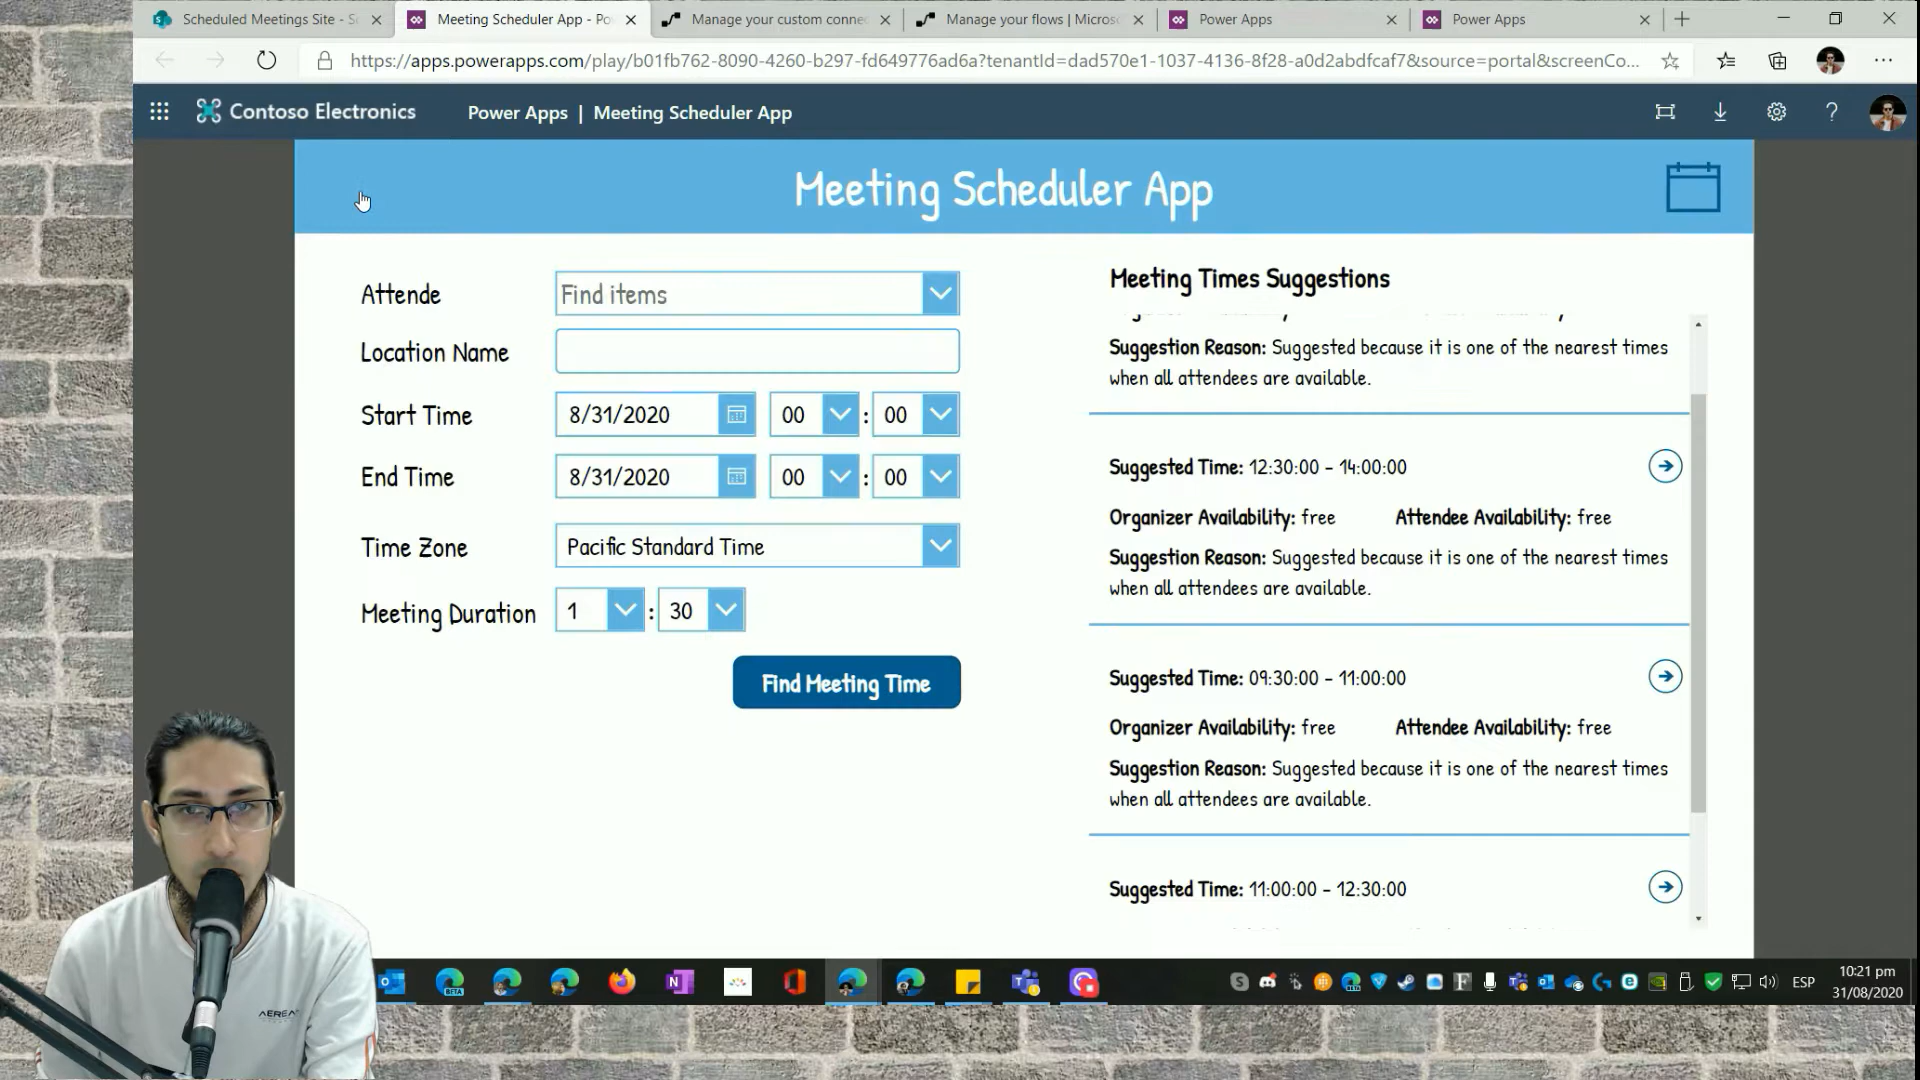 Scheduled Meetings Site - S
Meeting Scheduler App - Po
Manage your custom conne
Manage your flows | Micros
Power Apps
Power Apps
https://apps.powerapps.com/play/b01fb762-8090-4260-b297-fd649776ad6a?tenantId=dad570e1-1037-4136-8f28-a0d2abdfcaf7&source=portal&screenCo...
Contoso Electronics
Power Apps | Meeting Scheduler App
Meeting Scheduler App
Attende
Find items
Location Name
Start Time
8/31/2020
00 : 00
End Time
8/31/2020
00 : 00
Time Zone
Pacific Standard Time
Meeting Duration
1 : 30
Find Meeting Time
Meeting Times Suggestions
Suggestion Reason: Suggested because it is one of the nearest times
when all attendees are available.
Suggested Time: 12:30:00 - 14:00:00
Organizer Availability: free Attendee Availability: free
Suggestion Reason: Suggested because it is one of the nearest times
when all attendees are available.
Suggested Time: 09:30:00 - 11:00:00
Organizer Availability: free Attendee Availability: free
Suggestion Reason: Suggested because it is one of the nearest times
when all attendees are available.
Suggested Time: 11:00:00 - 12:30:00
BETA
ESP
10:21 pm
31/08/2020